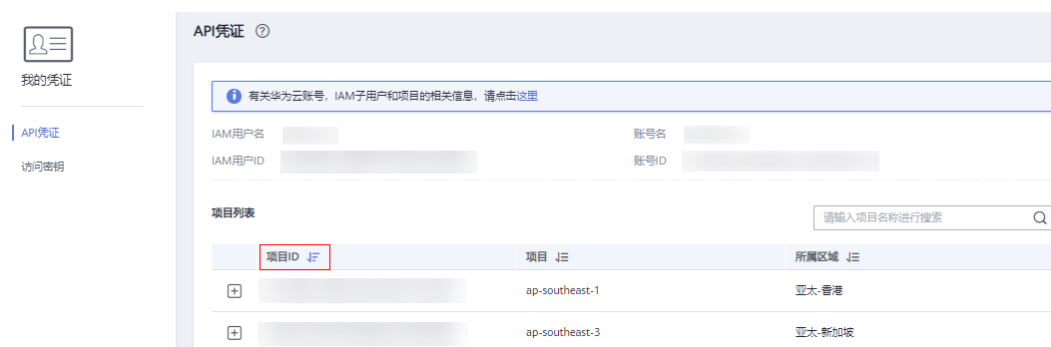 API凭证
我的凭证
API凭证
访问密钥
有关华为云账号，IAM子用户和项目的相关信息，请点击这里
IAM用户名 账号名
IAM用户ID 账号ID
项目列表 请输入项目名称进行搜索
项目ID 项目 所属区域
ap-southeast-1 亚太-香港
ap-southeast-3 亚太-新加坡